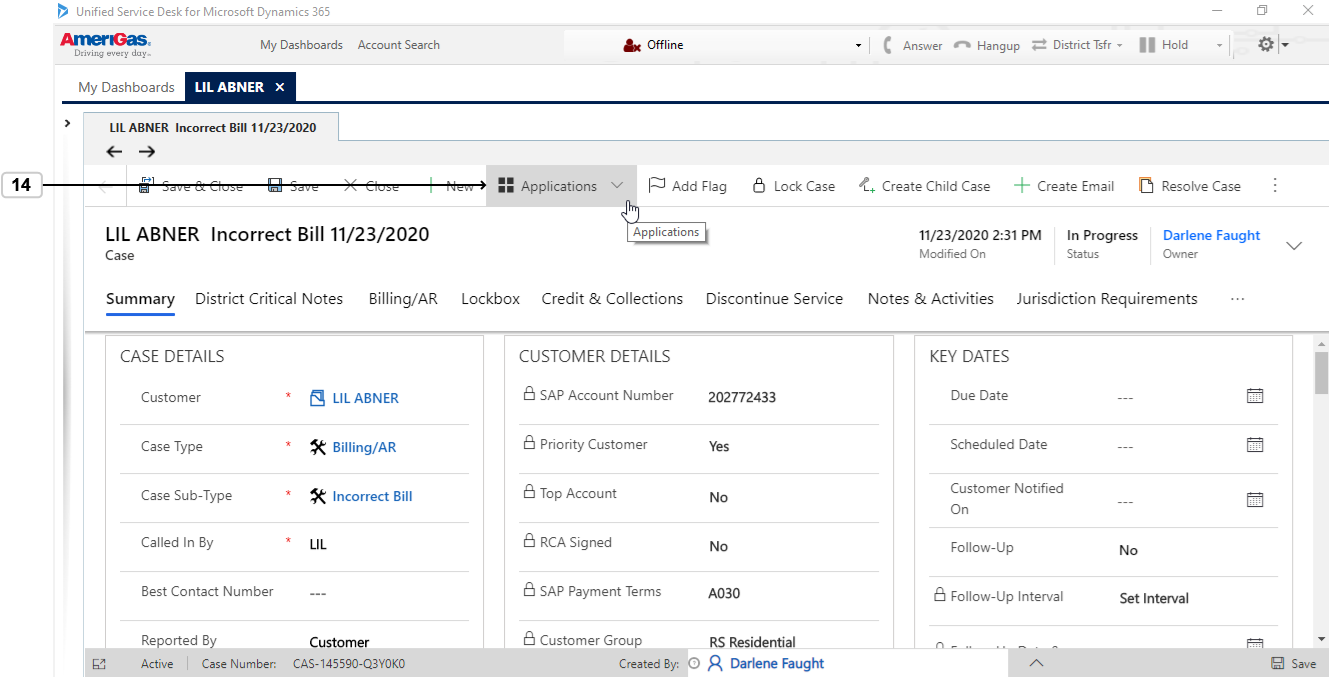 Unified Service Desk for Microsoft Dynamics 365
AmeriGas.
Driving every day..
My Dashboards Account Search Offline Answer Hangup District Tsfr Hold
My Dashboards LIL ABNER ×
LIL ABNER Incorrect Bill 11/23/2020
14 Save & Close Save Close New Applications Add Flag Lock Case Create Child Case Create Email Resolve Case
Applications
LIL ABNER Incorrect Bill 11/23/2020
Case
11/23/2020 2:31 PM In Progress Darlene Faught
Modified On Status Owner
Summary District Critical Notes Billing/AR Lockbox Credit & Collections Discontinue Service Notes & Activities Jurisdiction Requirements ...
CASE DETAILS
Customer * LIL ABNER
Case Type * Billing/AR
Case Sub-Type * Incorrect Bill
Called In By * LIL
Best Contact Number ---
Reported By Customer
CUSTOMER DETAILS
SAP Account Number 202772433
Priority Customer Yes
Top Account No
RCA Signed No
SAP Payment Terms A030
Customer Group RS Residential
KEY DATES
Due Date ---
Scheduled Date ---
Customer Notified
On ---
Follow-Up No
Follow-Up Interval Set Interval
Active Case Number: CAS-145590-Q3Y0K0 Created By: Darlene Faught Save